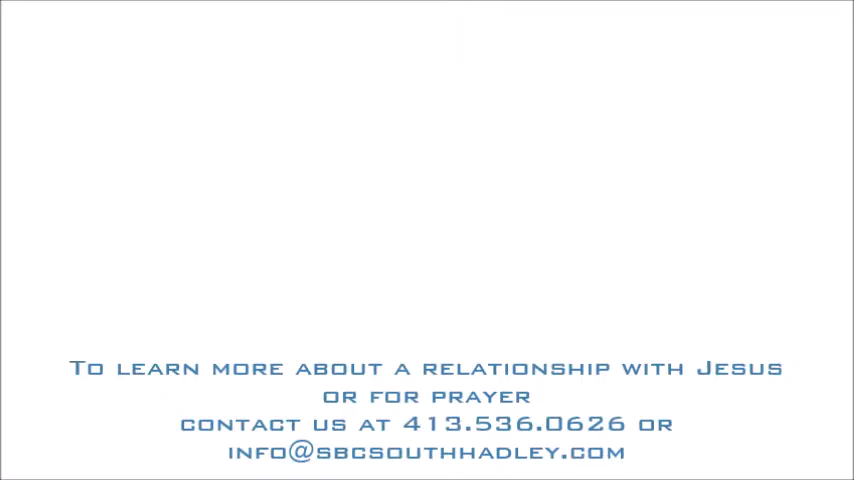 To learn more about a relationship with Jesus
or for prayer
contact us at 413.536.0626 or
info@sbcsouthhadley.com